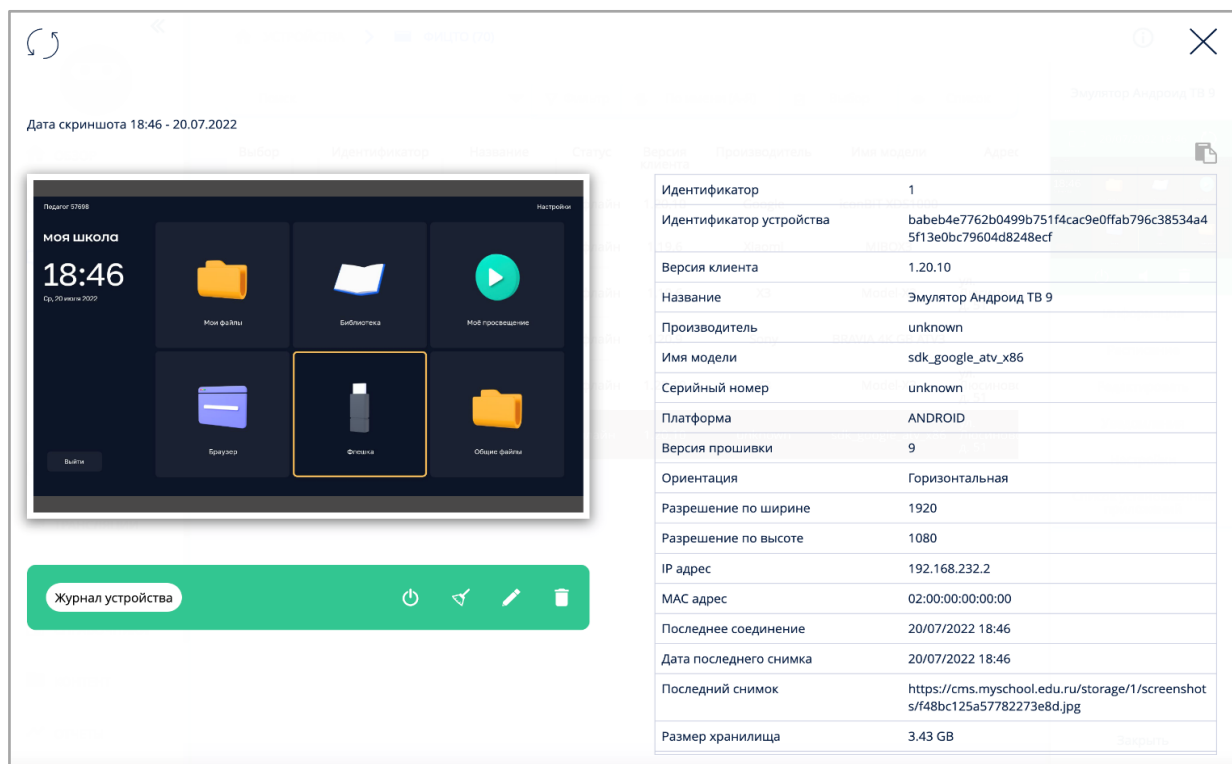 Дата скриншота 18:46 - 20.07.2022
Педагог 57698
Настройки
моя школа
18:46
Ср, 20 июля 2022
Мои файлы
Библиотека
Моё просвещение
Браузер
Флешка
Общие файлы
Выйти
Журнал устройства
Идентификатор 1
Идентификатор устройства babeb4e7762b0499b751f4cac9e0ffab796c38534a4
5f13e0bc79604d8248ecf
Версия клиента 1.20.10
Название Эмулятор Андроид ТВ 9
Производитель unknown
Имя модели sdk_google_atv_x86
Серийный номер unknown
Платформа ANDROID
Версия прошивки 9
Ориентация Горизонтальная
Разрешение по ширине 1920
Разрешение по высоте 1080
IP адрес 192.168.232.2
MAC адрес 02:00:00:00:00:00
Последнее соединение 20/07/2022 18:46
Дата последнего снимка 20/07/2022 18:46
Последний снимок https://cms.myschool.edu.ru/storage/1/screenshot
s/f48bc125a57782273e8d.jpg
Размер хранилища 3.43 GB